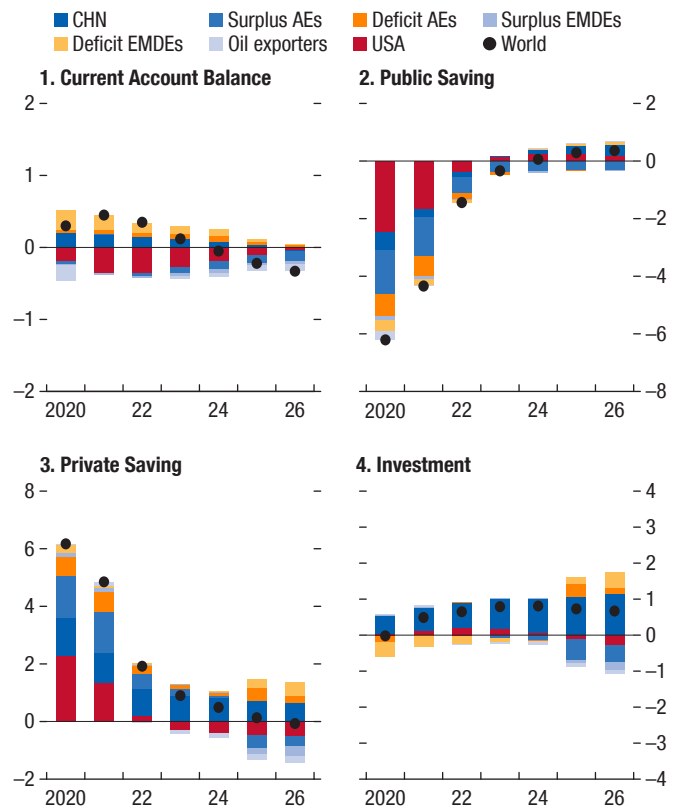 CHN Surplus AEs Deficit AEs Surplus EMDEs
Deficit EMDEs Oil exporters USA World
1. Current Account Balance
2 –
1 –
0
–1 –
–2
2020 22 24 26
2. Public Saving
– 2
0
– –2
– –4
– –6
–8
2020 22 24 26
3. Private Saving
8 –
6 –
4 –
2 –
0
–2
2020 22 24 26
4. Investment
– 4
– 3
– 2
– 1
0
– –1
– –2
– –3
–4
2020 22 24 26